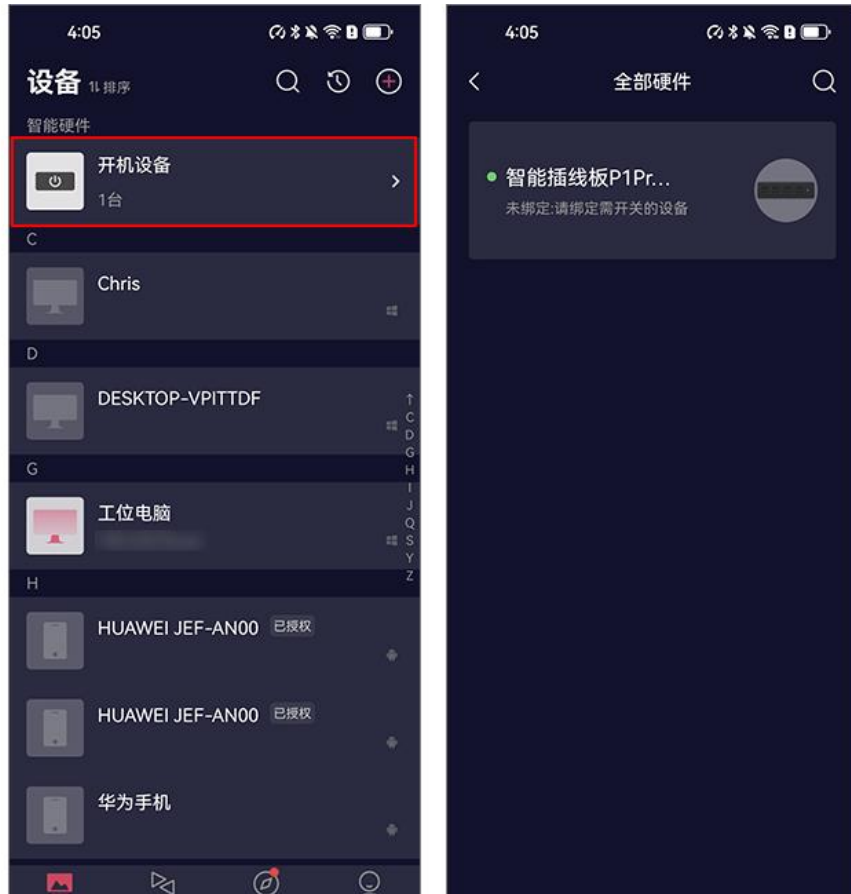 4:05
设备 排序
智能硬件
开机设备
1台
C
Chris
D
DESKTOP-VPITTDF
G
工位电脑
H
HUAWEI JEF-AN00 已授权
HUAWEI JEF-AN00 已授权
华为手机
↑
C
D
G
H
I
J
Q
S
Y
Z
4:05
全部硬件
智能插线板P1Pr...
未绑定:请绑定需开关的设备